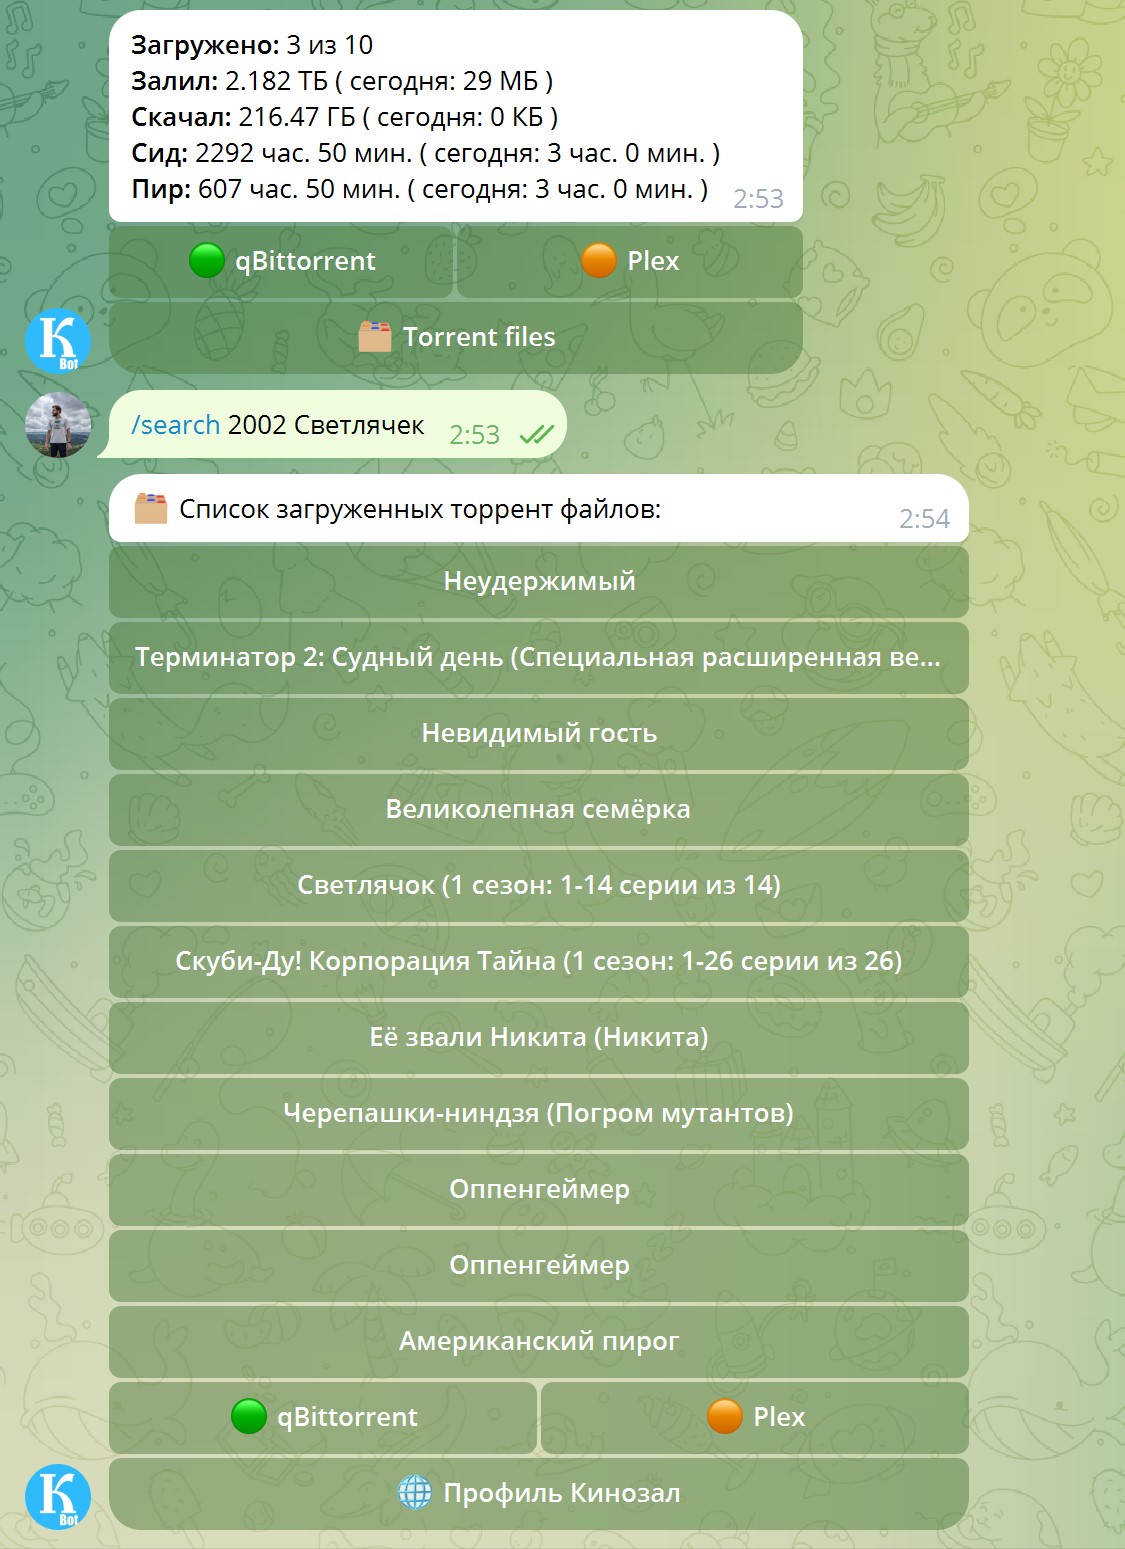 Загружено: 3 из 10
Залил: 2.182 ТБ ( сегодня: 29 МБ )
Скачал: 216.47 ГБ ( сегодня: 0 КБ )
Сид: 2292 час. 50 мин. ( сегодня: 3 час. 0 мин. )
Пир: 607 час. 50 мин. ( сегодня: 3 час. 0 мин. ) 2:53
qBittorrent Plex
Torrent files
К Bot
/search 2002 Светлячек 2:53
Список загруженных торрент файлов: 2:54
Неудержимый
Терминатор 2: Судный день (Специальная расширенная ве...
Невидимый гость
Великолепная семёрка
Светлячок (1 сезон: 1-14 серии из 14)
Скуби-Ду! Корпорация Тайна (1 сезон: 1-26 серии из 26)
Её звали Никита (Никита)
Черепашки-ниндзя (Погром мутантов)
Оппенгеймер
Оппенгеймер
Американский пирог
qBittorrent Plex
Профиль Кинозал
К Bot